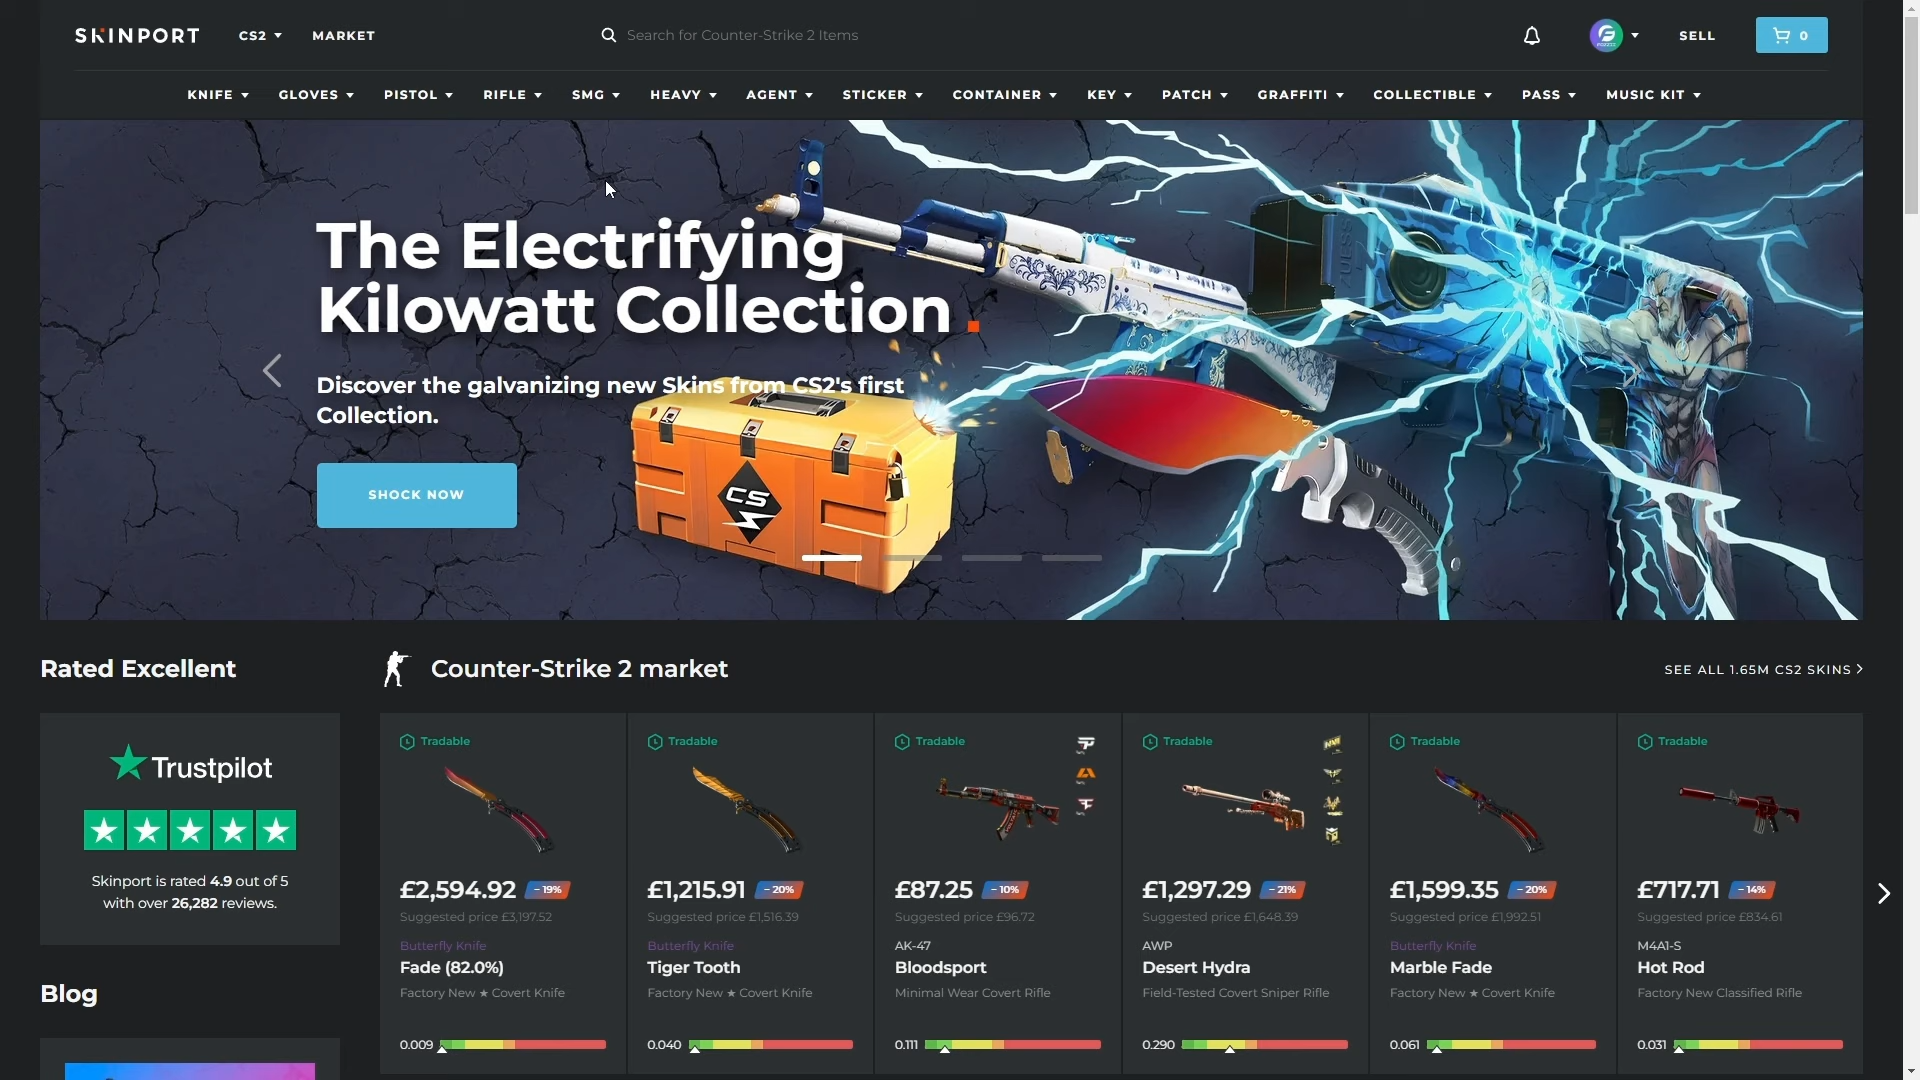 SKINPORT
CS2
MARKET
Search for Counter-Strike 2 Items
SELL
0
KNIFE
GLOVES
PISTOL
RIFLE
SMG
HEAVY
AGENT
STICKER
CONTAINER
KEY
PATCH
GRAFFITI
COLLECTIBLE
PASS
MUSIC KIT
The Electrifying
Kilowatt Collection.
Discover the galvanizing new Skins from CS2's first
Collection.
SHOCK NOW
CS
Rated Excellent
Trustpilot
Skinport is rated 4.9 out of 5
with over 26,282 reviews.
Blog
Counter-Strike 2 market
SEE ALL 1.65M CS2 SKINS
Tradable
£2,594.92
– 19%
Suggested price £3,197.52
Butterfly Knife
Fade (82.0%)
Factory New ★ Covert Knife
0.009
Tradable
£1,215.91
– 20%
Suggested price £1,516.39
Butterfly Knife
Tiger Tooth
Factory New ★ Covert Knife
0.040
Tradable
£87.25
– 10%
Suggested price £96.72
AK-47
Bloodsport
Minimal Wear Covert Rifle
0.111
Tradable
£1,297.29
– 21%
Suggested price £1,648.39
AWP
Desert Hydra
Field-Tested Covert Sniper Rifle
0.290
Tradable
£1,599.35
– 20%
Suggested price £1,992.51
Butterfly Knife
Marble Fade
Factory New ★ Covert Knife
0.061
Tradable
£717.71
– 14%
Suggested price £834.61
M4A1-S
Hot Rod
Factory New Classified Rifle
0.031